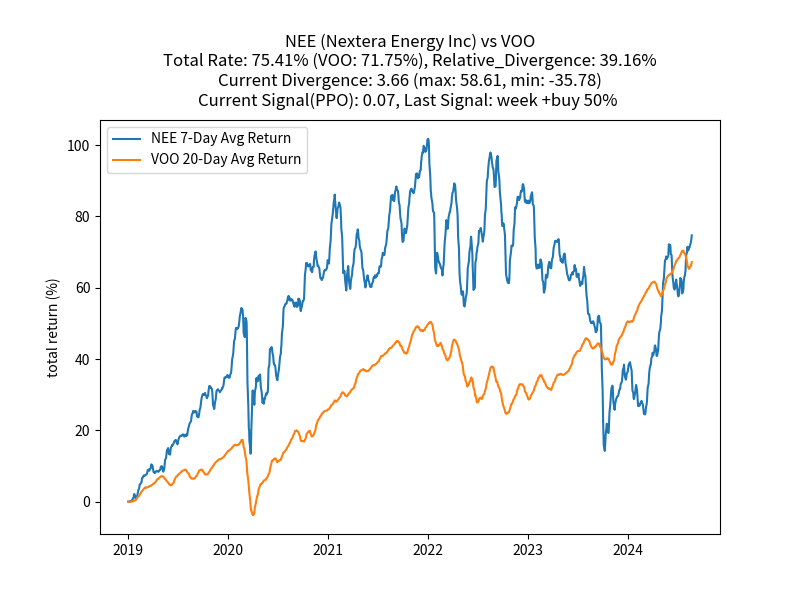 NEE (Nextera Energy Inc) vs VOO
Total Rate: 75.41% (VOO: 71.75%), Relative_Divergence: 39.16%
Current Divergence: 3.66 (max: 58.61, min: -35.78)
Current Signal(PPO): 0.07, Last Signal: week +buy 50%
NEE 7-Day Avg Return
VOO 20-Day Avg Return
total return (%)
100
80
60
40
20
0
2019 2020 2021 2022 2023 2024